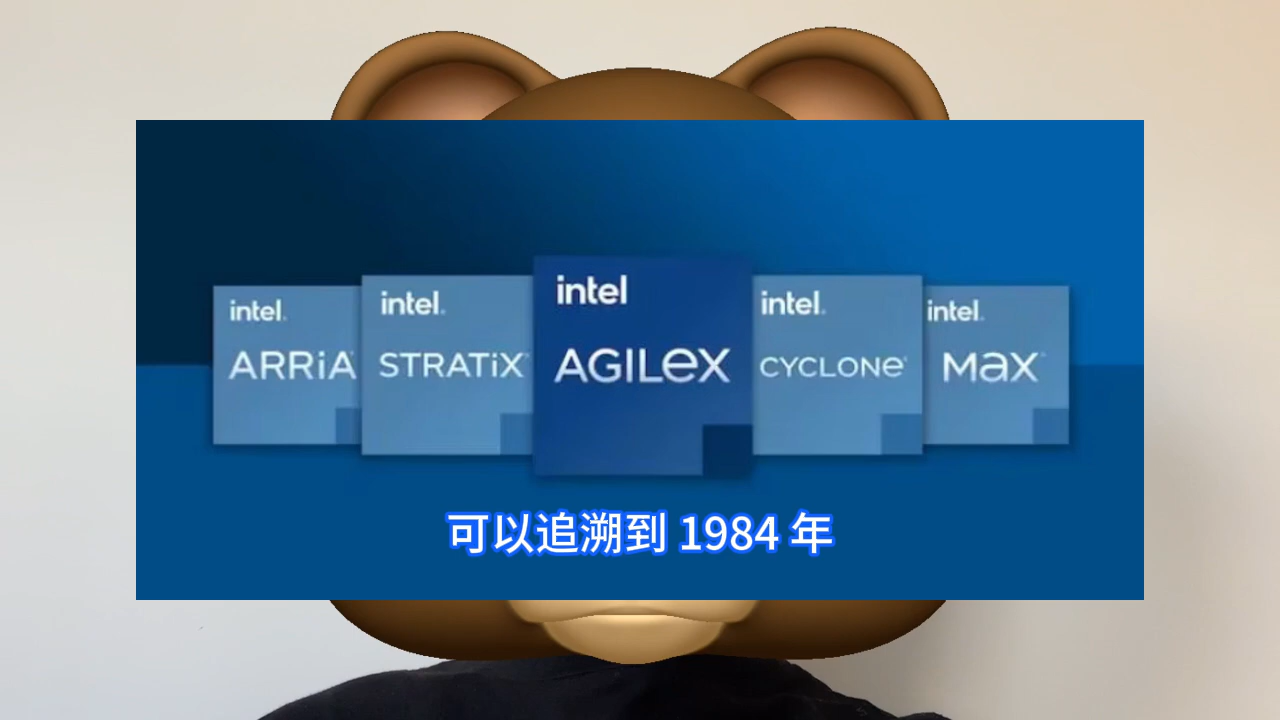 intel.
ARRiA
intel.
STRATiX
intel
AGILeX
intel.
CYCLONe
intel.
Max
可以追溯到 1984 年